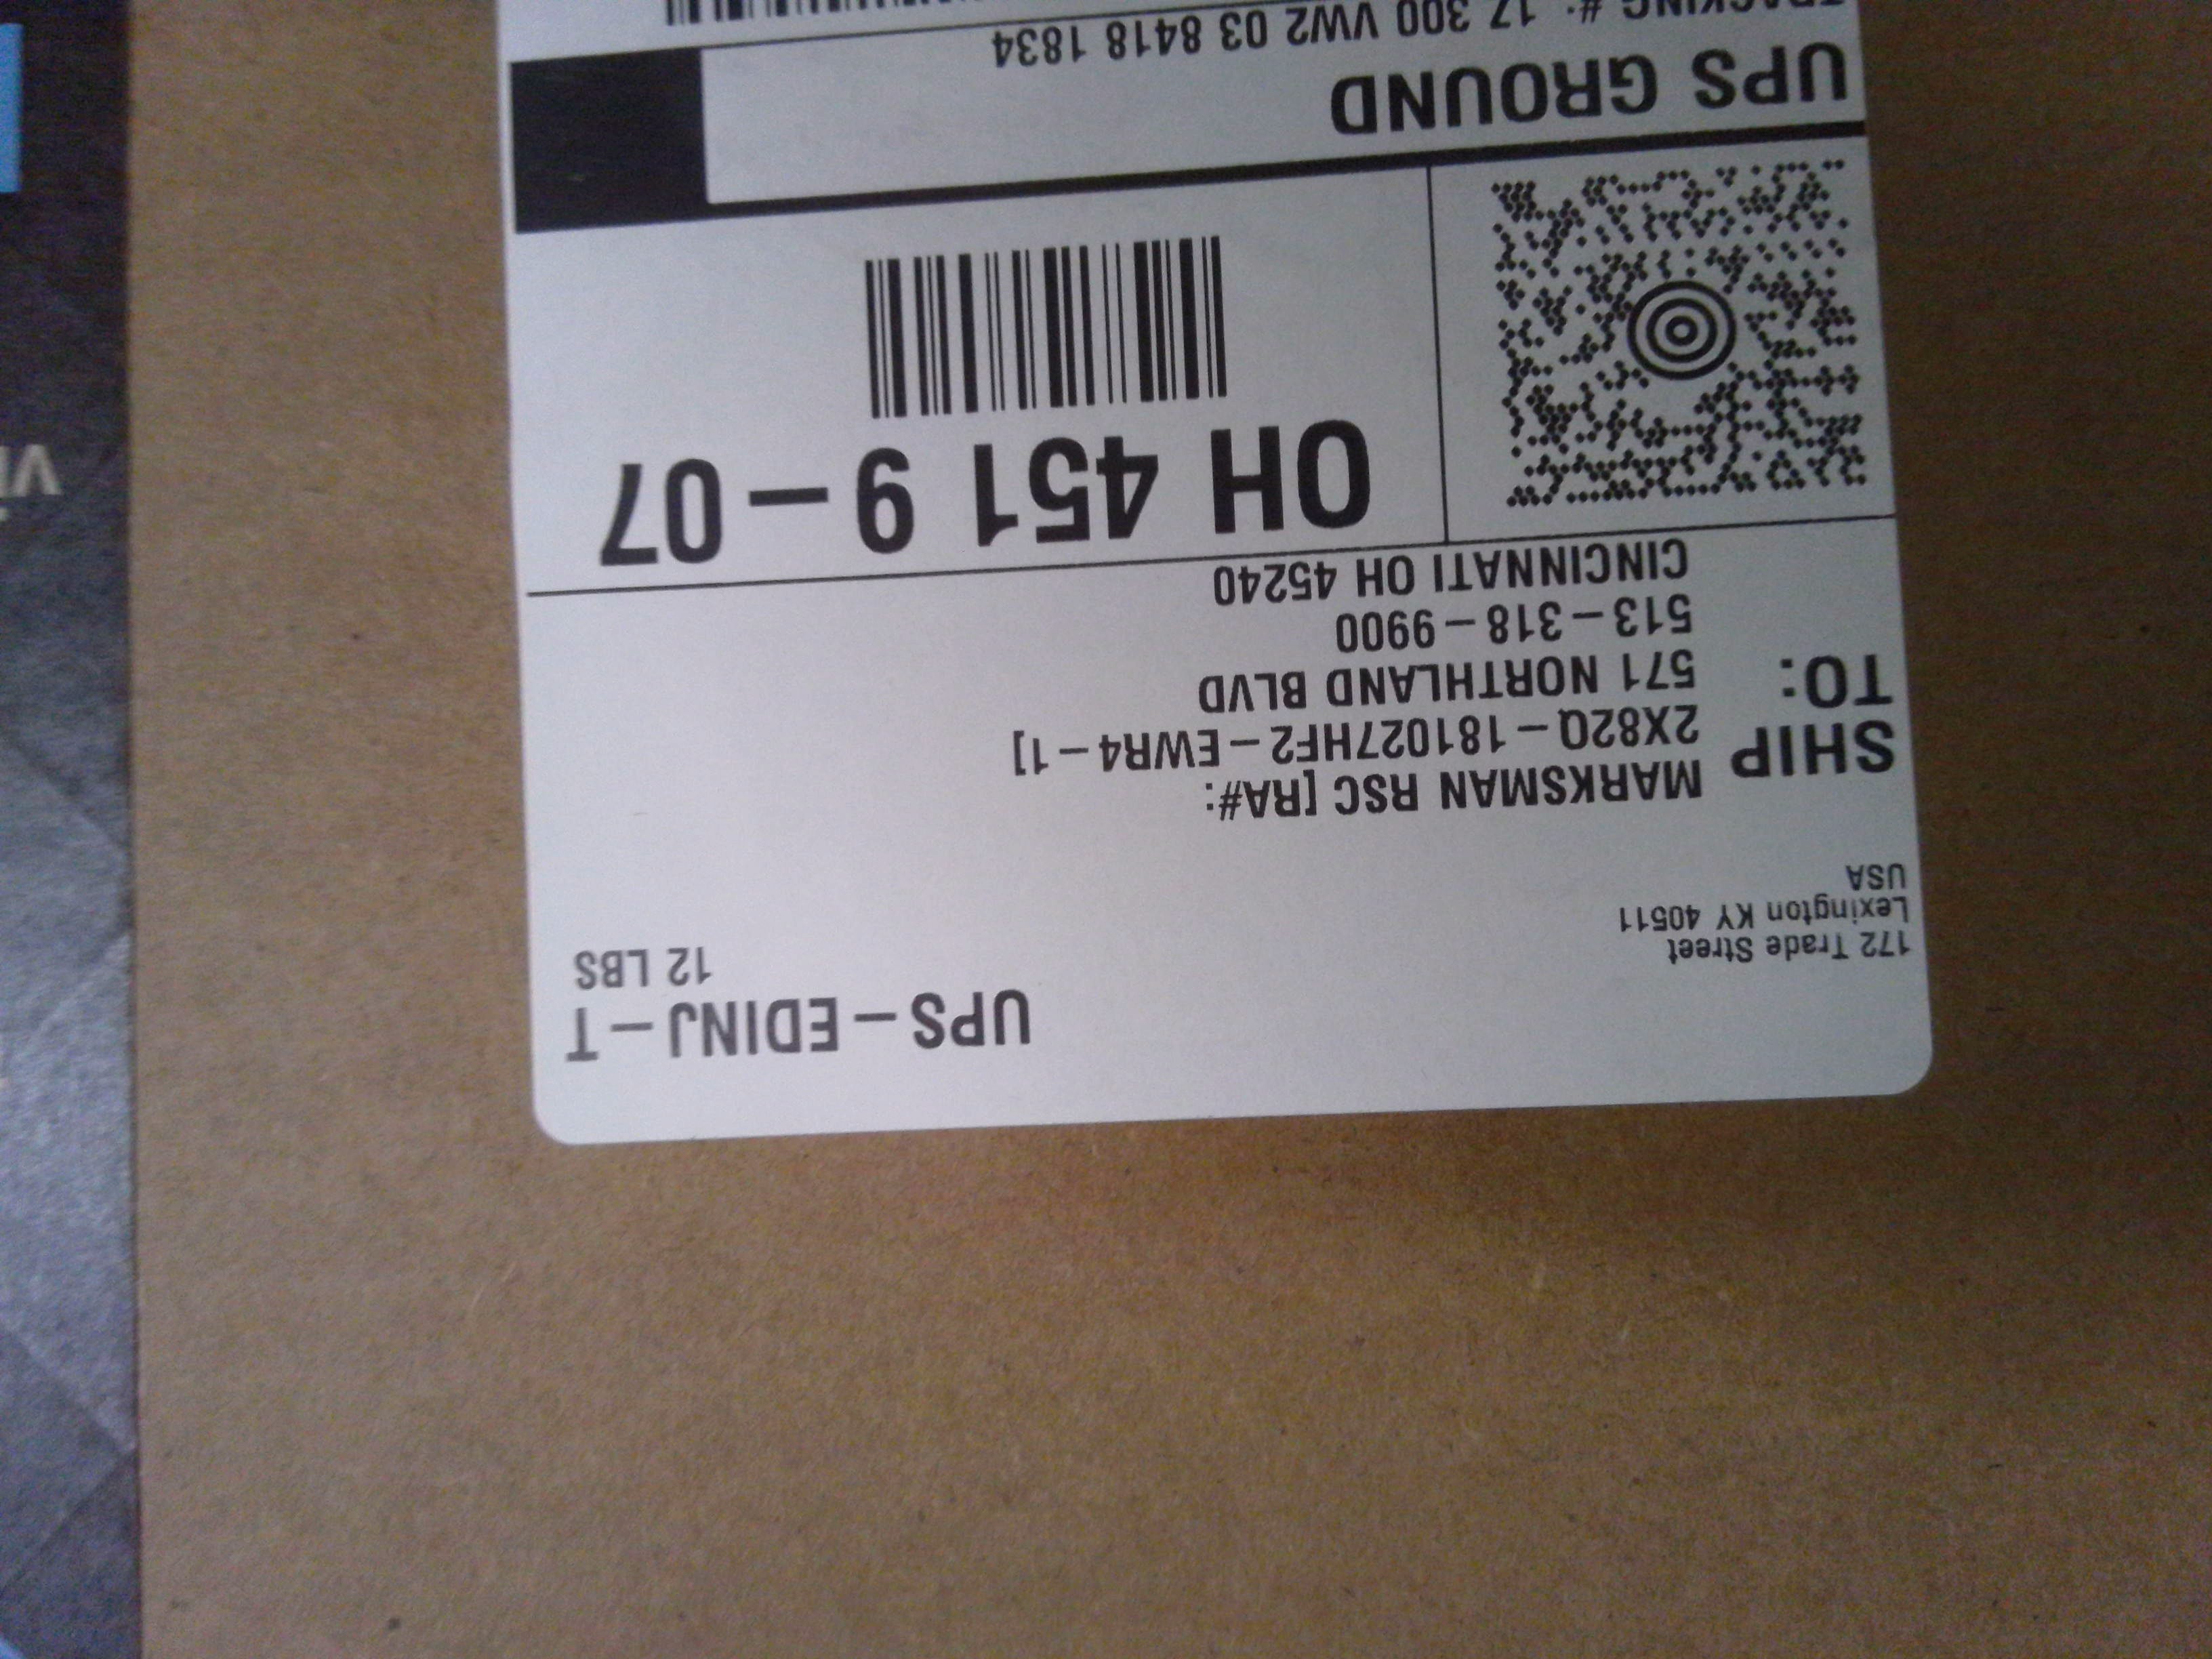 UPS-EDINJ-T
12 LBS
172 Trade Street
Lexington KY 40511
USA
SHIP
TO:
MARKSMAN RSC [RA#:
2X82Q-181027HF2-EWR4-1]
571 NORTHLAND BLVD
513-318-9900
CINCINNATI OH 45240
OH 451 9-07
UPS GROUND
TRACKING #: 17 300 VW2 03 8418 1834